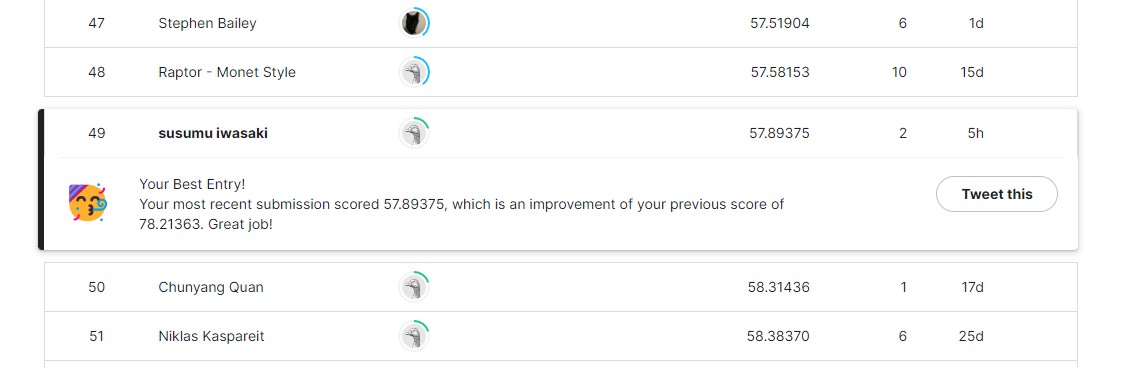 47 Stephen Bailey 57.51904 6 1d
48 Raptor - Monet Style 57.58153 10 15d
49 susumu iwasaki 57.89375 2 5h
Your Best Entry!
Your most recent submission scored 57.89375, which is an improvement of your previous score of
78.21363. Great job!
Tweet this
50 Chunyang Quan 58.31436 1 17d
51 Niklas Kaspareit 58.38370 6 25d